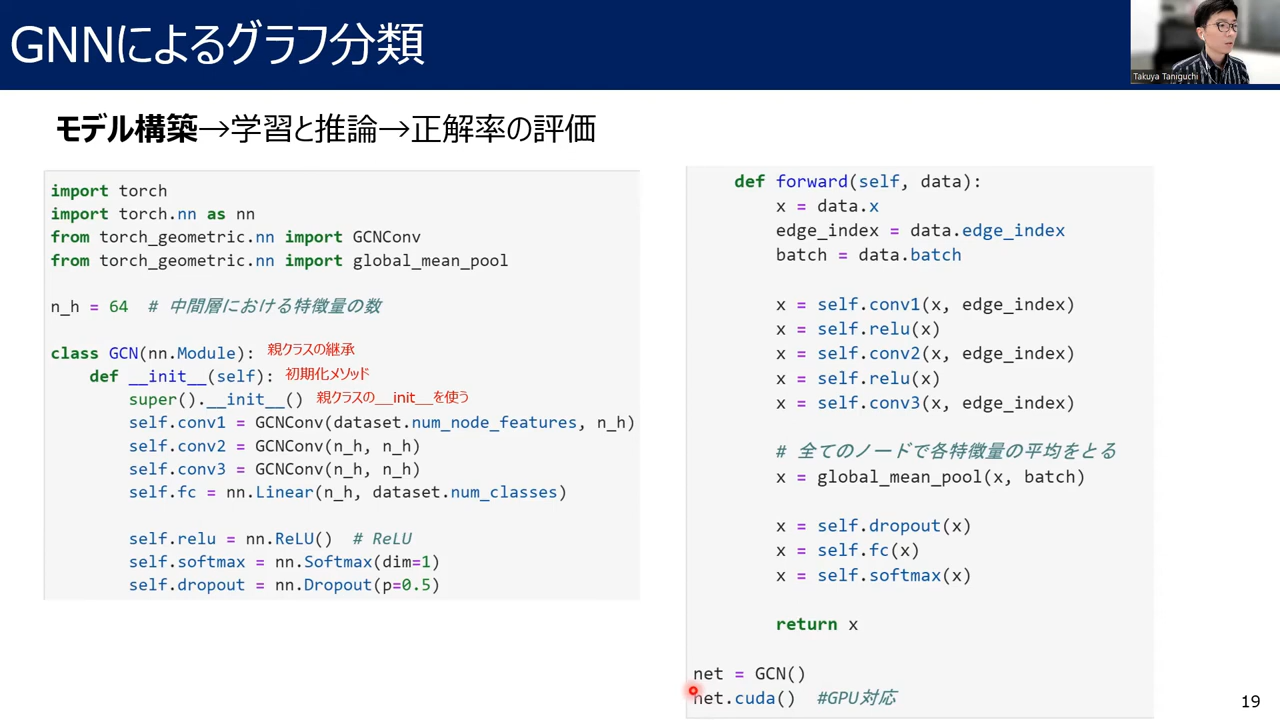 GNNによるグラフ分類
Takuya Taniguchi
モデル構築→学習と推論→正解率の評価
import torch
import torch.nn as nn
from torch_geometric.nn import GCNConv
from torch_geometric.nn import global_mean_pool
n_h = 64  # 中間層における特徴量の数
class GCN(nn.Module): 親クラスの継承
def __init__(self): 初期化メソッド
super().__init__() 親クラスの__init__を使う
self.conv1 = GCNConv(dataset.num_node_features, n_h)
self.conv2 = GCNConv(n_h, n_h)
self.conv3 = GCNConv(n_h, n_h)
self.fc = nn.Linear(n_h, dataset.num_classes)
self.relu = nn.ReLU()  # ReLU
self.softmax = nn.Softmax(dim=1)
self.dropout = nn.Dropout(p=0.5)
def forward(self, data):
x = data.x
edge_index = data.edge_index
batch = data.batch
x = self.conv1(x, edge_index)
x = self.relu(x)
x = self.conv2(x, edge_index)
x = self.relu(x)
x = self.conv3(x, edge_index)
# 全てのノードで各特徴量の平均をとる
x = global_mean_pool(x, batch)
x = self.dropout(x)
x = self.fc(x)
x = self.softmax(x)
return x
net = GCN()
net.cuda()  #GPU対応
19